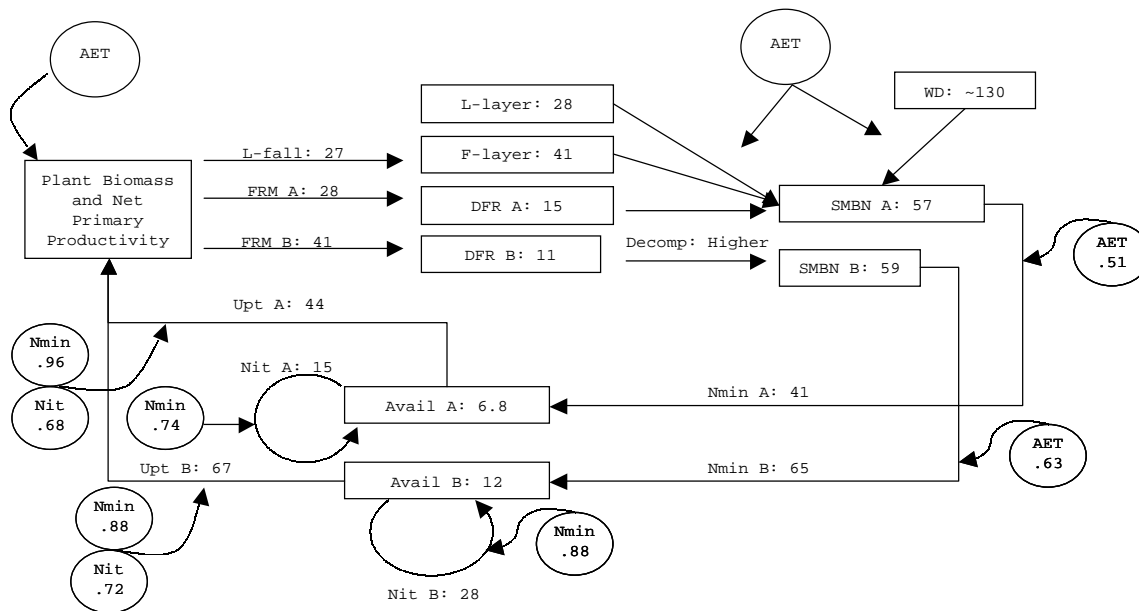 AET
AET
L-layer: 28
WD: ~130
L-fall: 27
F-layer: 41
Plant Biomass
and Net
Primary
Productivity
FRM A: 28
DFR A: 15
SMBN A: 57
FRM B: 41
DFR B: 11
Decomp: Higher
SMBN B: 59
AET
.51
Upt A: 44
Nmin
.96
Nit
.68
Nit A: 15
Nmin
.74
Avail A: 6.8
Nmin A: 41
AET
.63
Upt B: 67
Avail B: 12
Nmin B: 65
Nmin
.88
Nit
.72
Nmin
.88
Nit B: 28